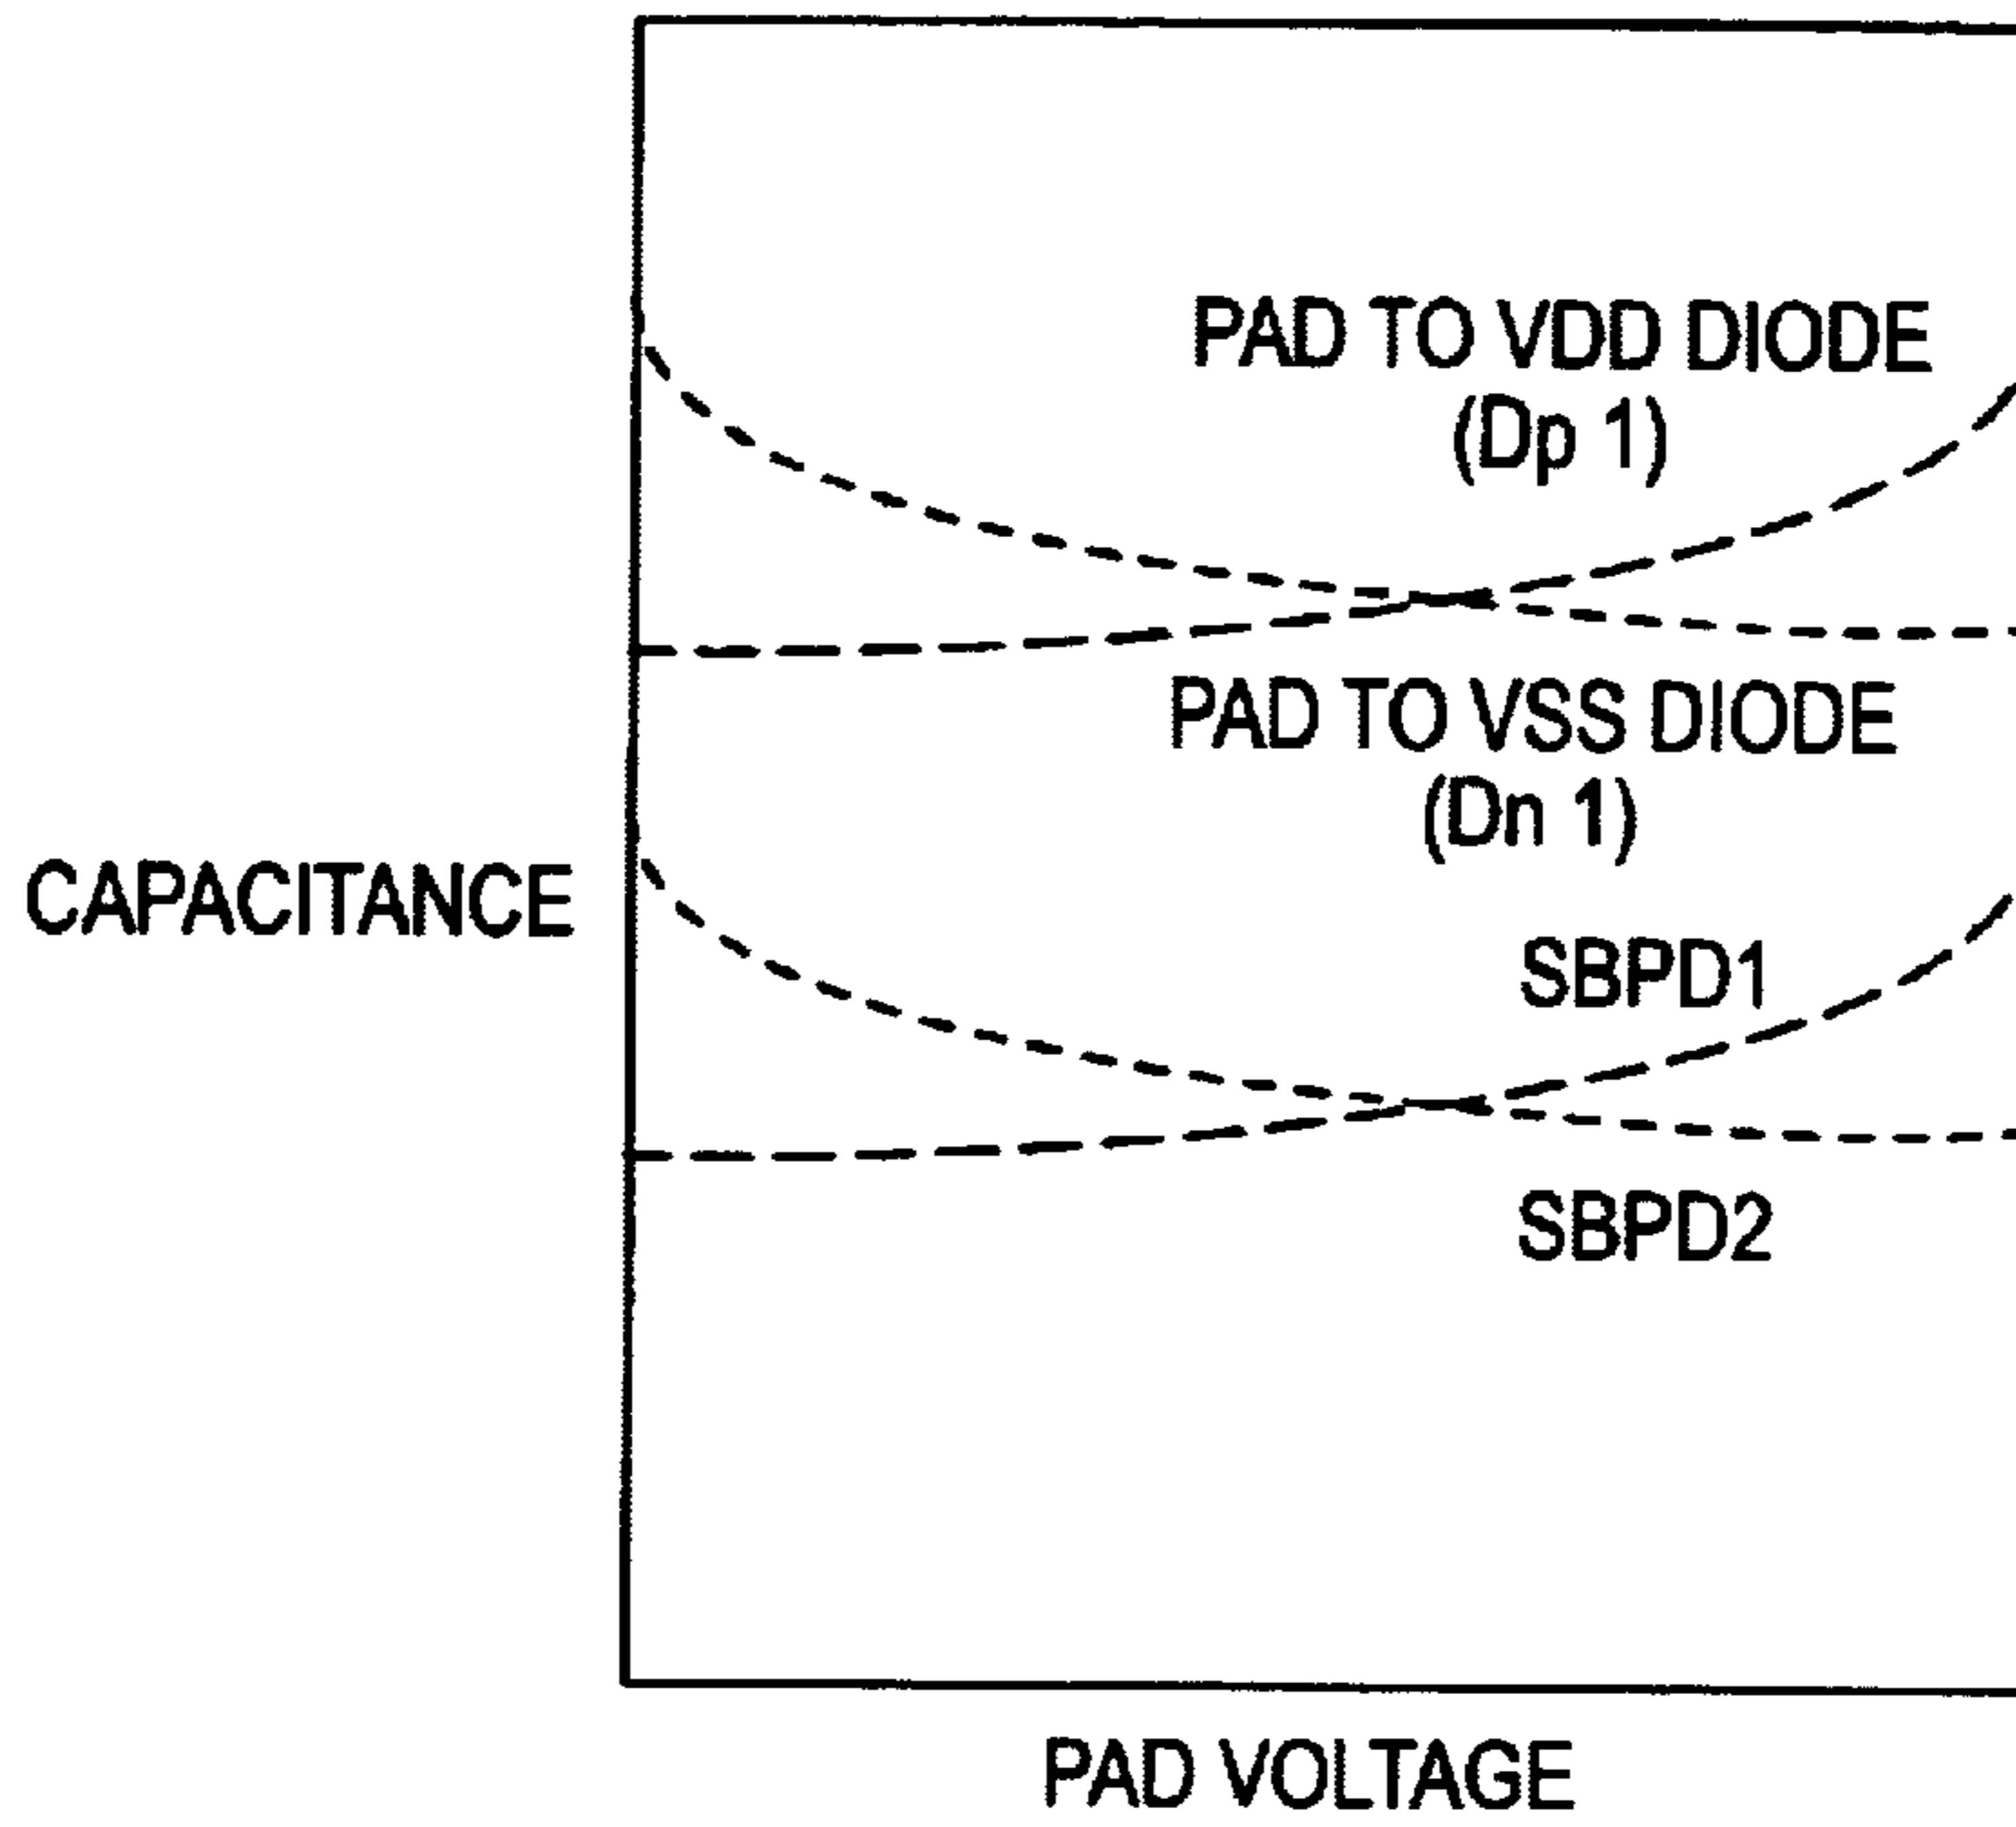 PAD TO VDD DIODE
(Dp 1)
PAD TO VSS DIODE
(Dn 1)
CAPACITANCE
SBPD1
SBPD2
PAD VOLTAGE